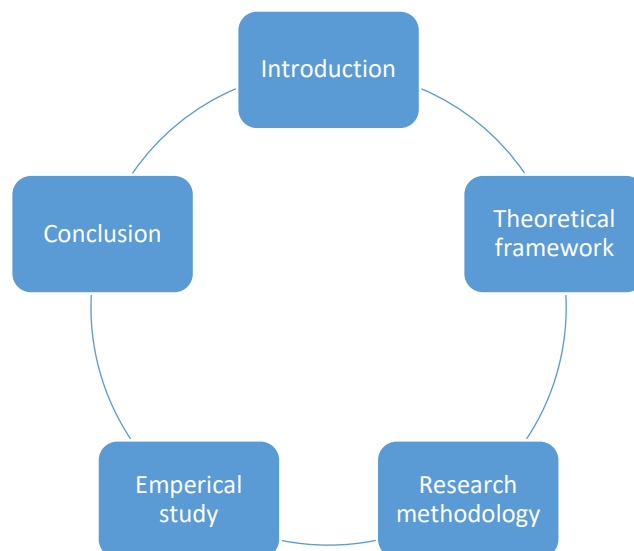 Introduction
Theoretical
framework
Research
methodology
Emperical
study
Conclusion